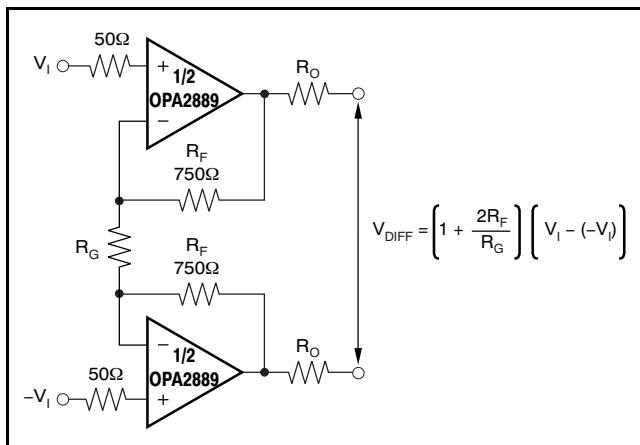 50Ω
V_I
+
1/2
OPA2889
−
R_O
R_F
750Ω
R_G
V_DIFF = [1 + 2R_F / R_G] [V_I − (−V_I)]
R_F
750Ω
−
1/2
OPA2889
+
R_O
50Ω
−V_I